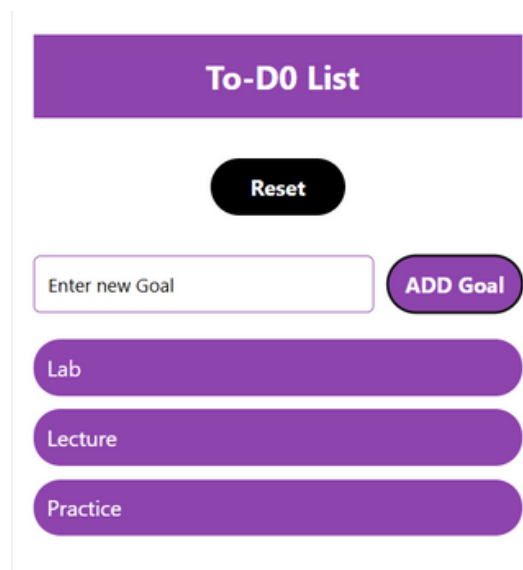 To-D0 List
Reset
Enter new Goal
ADD Goal
Lab
Lecture
Practice